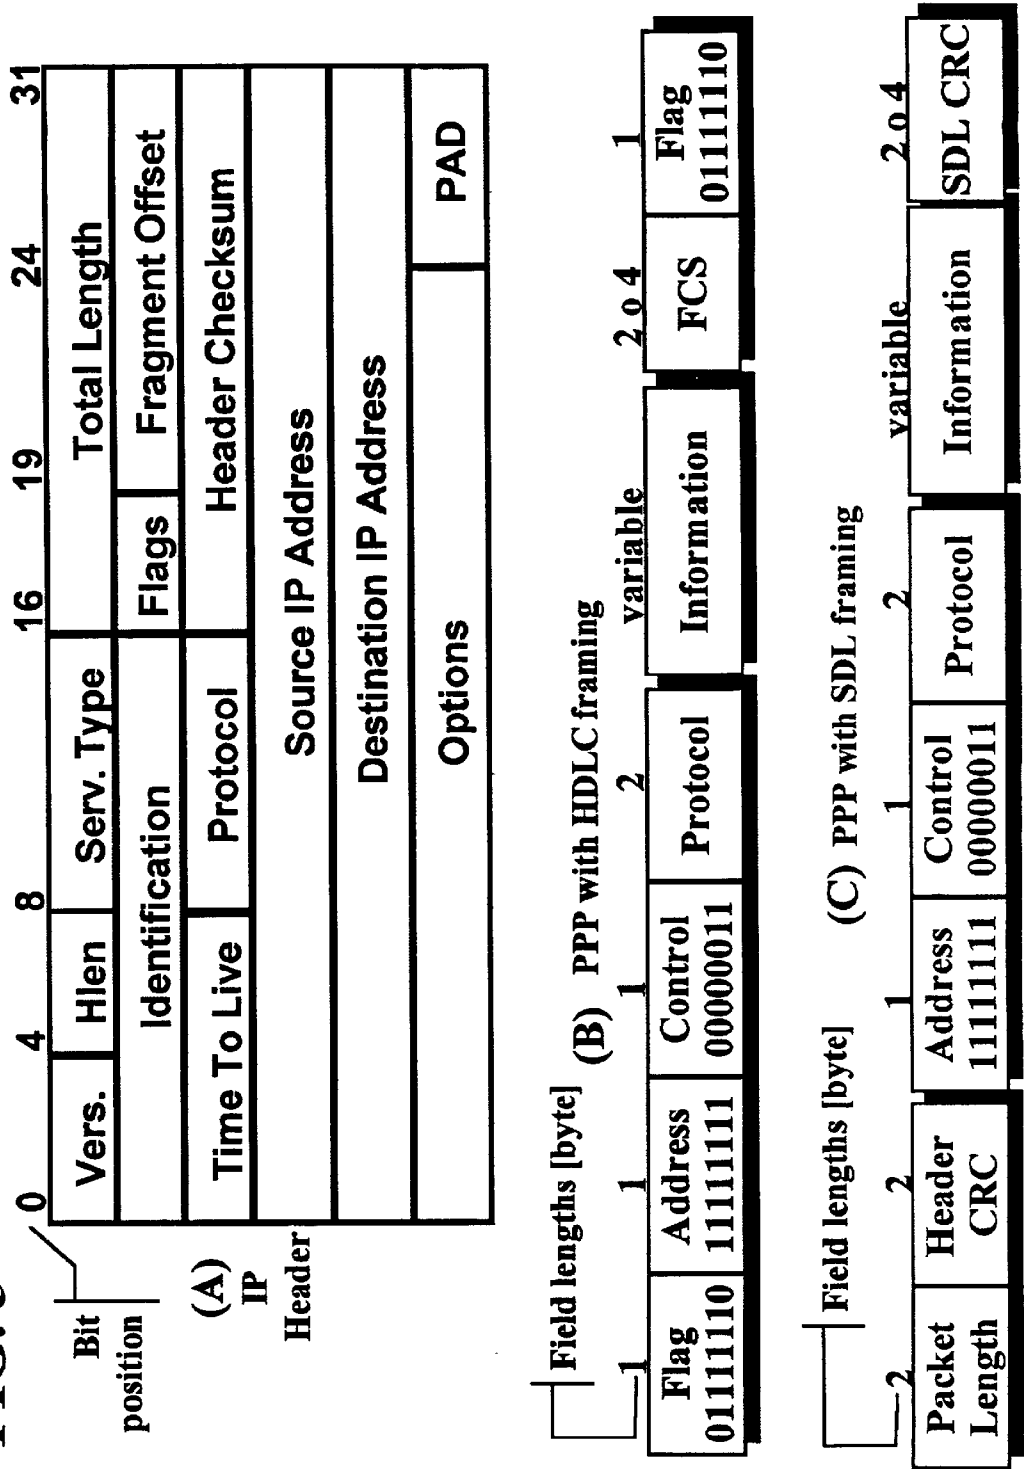 0 4 8 16 19 24 31
Bit
position
Vers. Hlen Serv. Type Total Length
Identification Flags Fragment Offset
Time To Live Protocol Header Checksum
Source IP Address
Destination IP Address
Options PAD
(A)
IP
Header
Field lengths [byte]
(B) PPP with HDLC framing
1 1 1 2 variable 2 o 4 1
Flag Address Control Protocol Information FCS Flag
01111110 11111111 00000011 01111110
Field lengths [byte]
(C) PPP with SDL framing
2 2 1 1 2 variable 2 o 4
Packet Header Address Control Protocol Information SDL CRC
Length CRC 11111111 00000011